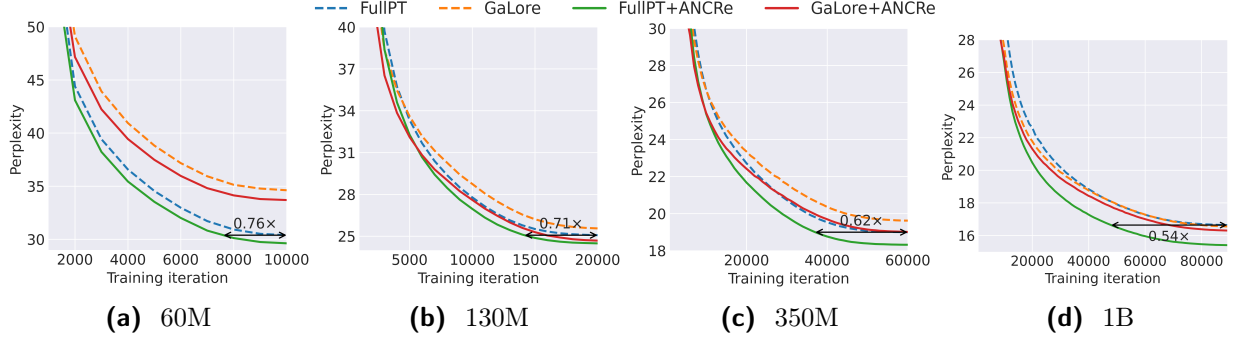 FullPT GaLore FullPT+ANCRe GaLore+ANCRe
50
45
40
35
30
Perplexity
0.76×
2000 4000 6000 8000 10000
Training iteration
(a) 60M
40
37
34
31
28
25
Perplexity
0.71×
5000 10000 15000 20000
Training iteration
(b) 130M
30
28
26
24
22
20
18
Perplexity
0.62×
20000 40000 60000
Training iteration
(c) 350M
28
26
24
22
20
18
16
Perplexity
0.54×
20000 40000 60000 80000
Training iteration
(d) 1B